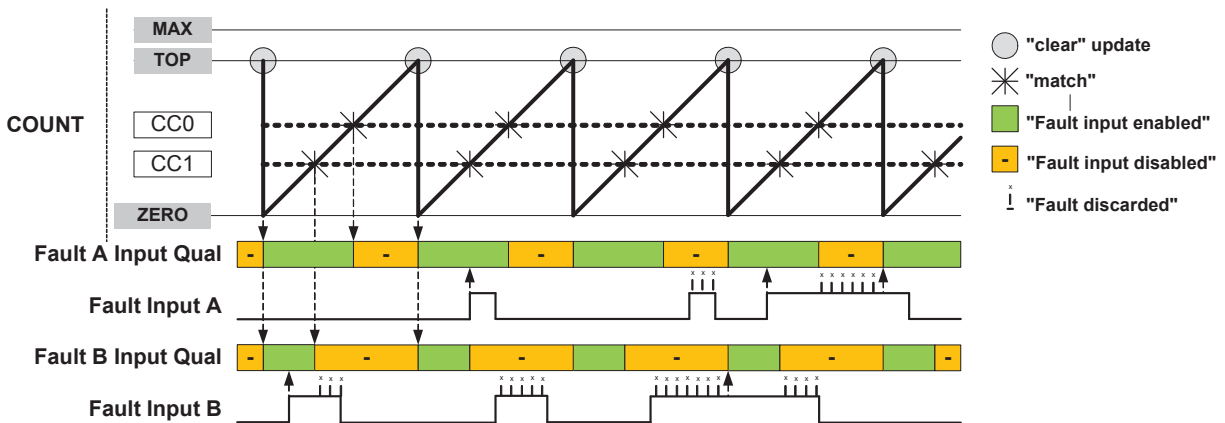 MAX
"clear" update
TOP
"match"
COUNT
CC0
"Fault input enabled"
CC1
- "Fault input disabled"
x x x
"Fault discarded"
ZERO
Fault A Input Qual
- - - - -
x x x x x x x x x
Fault Input A
Fault B Input Qual
- - - - - -
x x x x x x x x x x x x x x x x x x x
Fault Input B